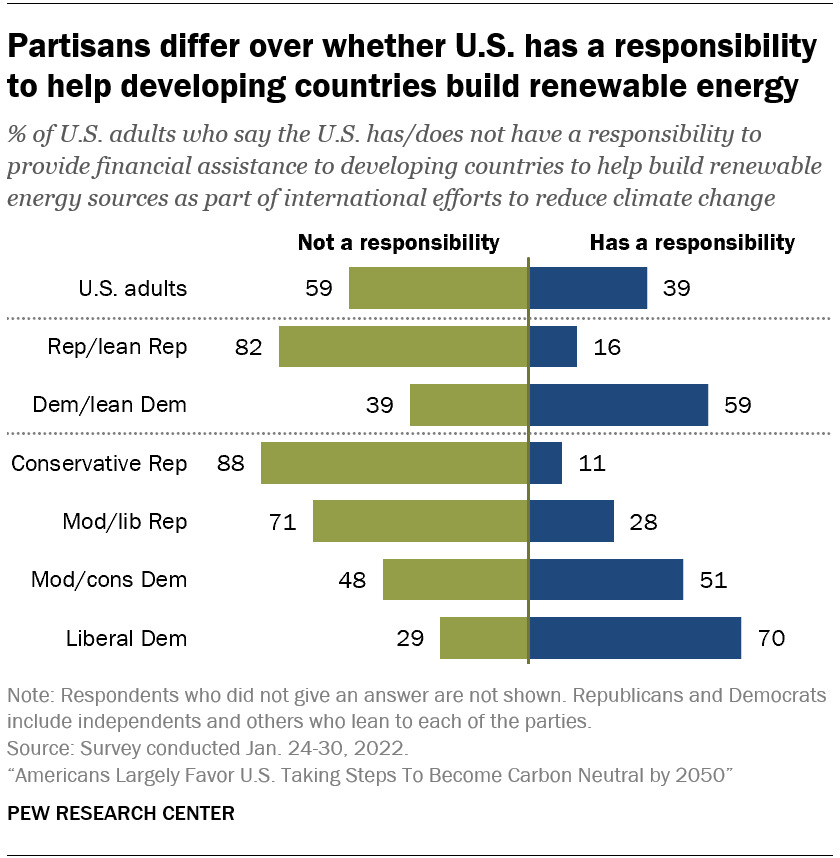 Partisans differ over whether U.S. has a responsibility
to help developing countries build renewable energy
% of U.S. adults who say the U.S. has/does not have a responsibility to
provide financial assistance to developing countries to help build renewable
energy sources as part of international efforts to reduce climate change
Not a responsibility Has a responsibility
U.S. adults 59 39
Rep/lean Rep 82 16
Dem/lean Dem 39 59
Conservative Rep 88 11
Mod/lib Rep 71 28
Mod/cons Dem 48 51
Liberal Dem 29 70
Note: Respondents who did not give an answer are not shown. Republicans and Democrats
include independents and others who lean to each of the parties.
Source: Survey conducted Jan. 24-30, 2022.
“Americans Largely Favor U.S. Taking Steps To Become Carbon Neutral by 2050”
PEW RESEARCH CENTER